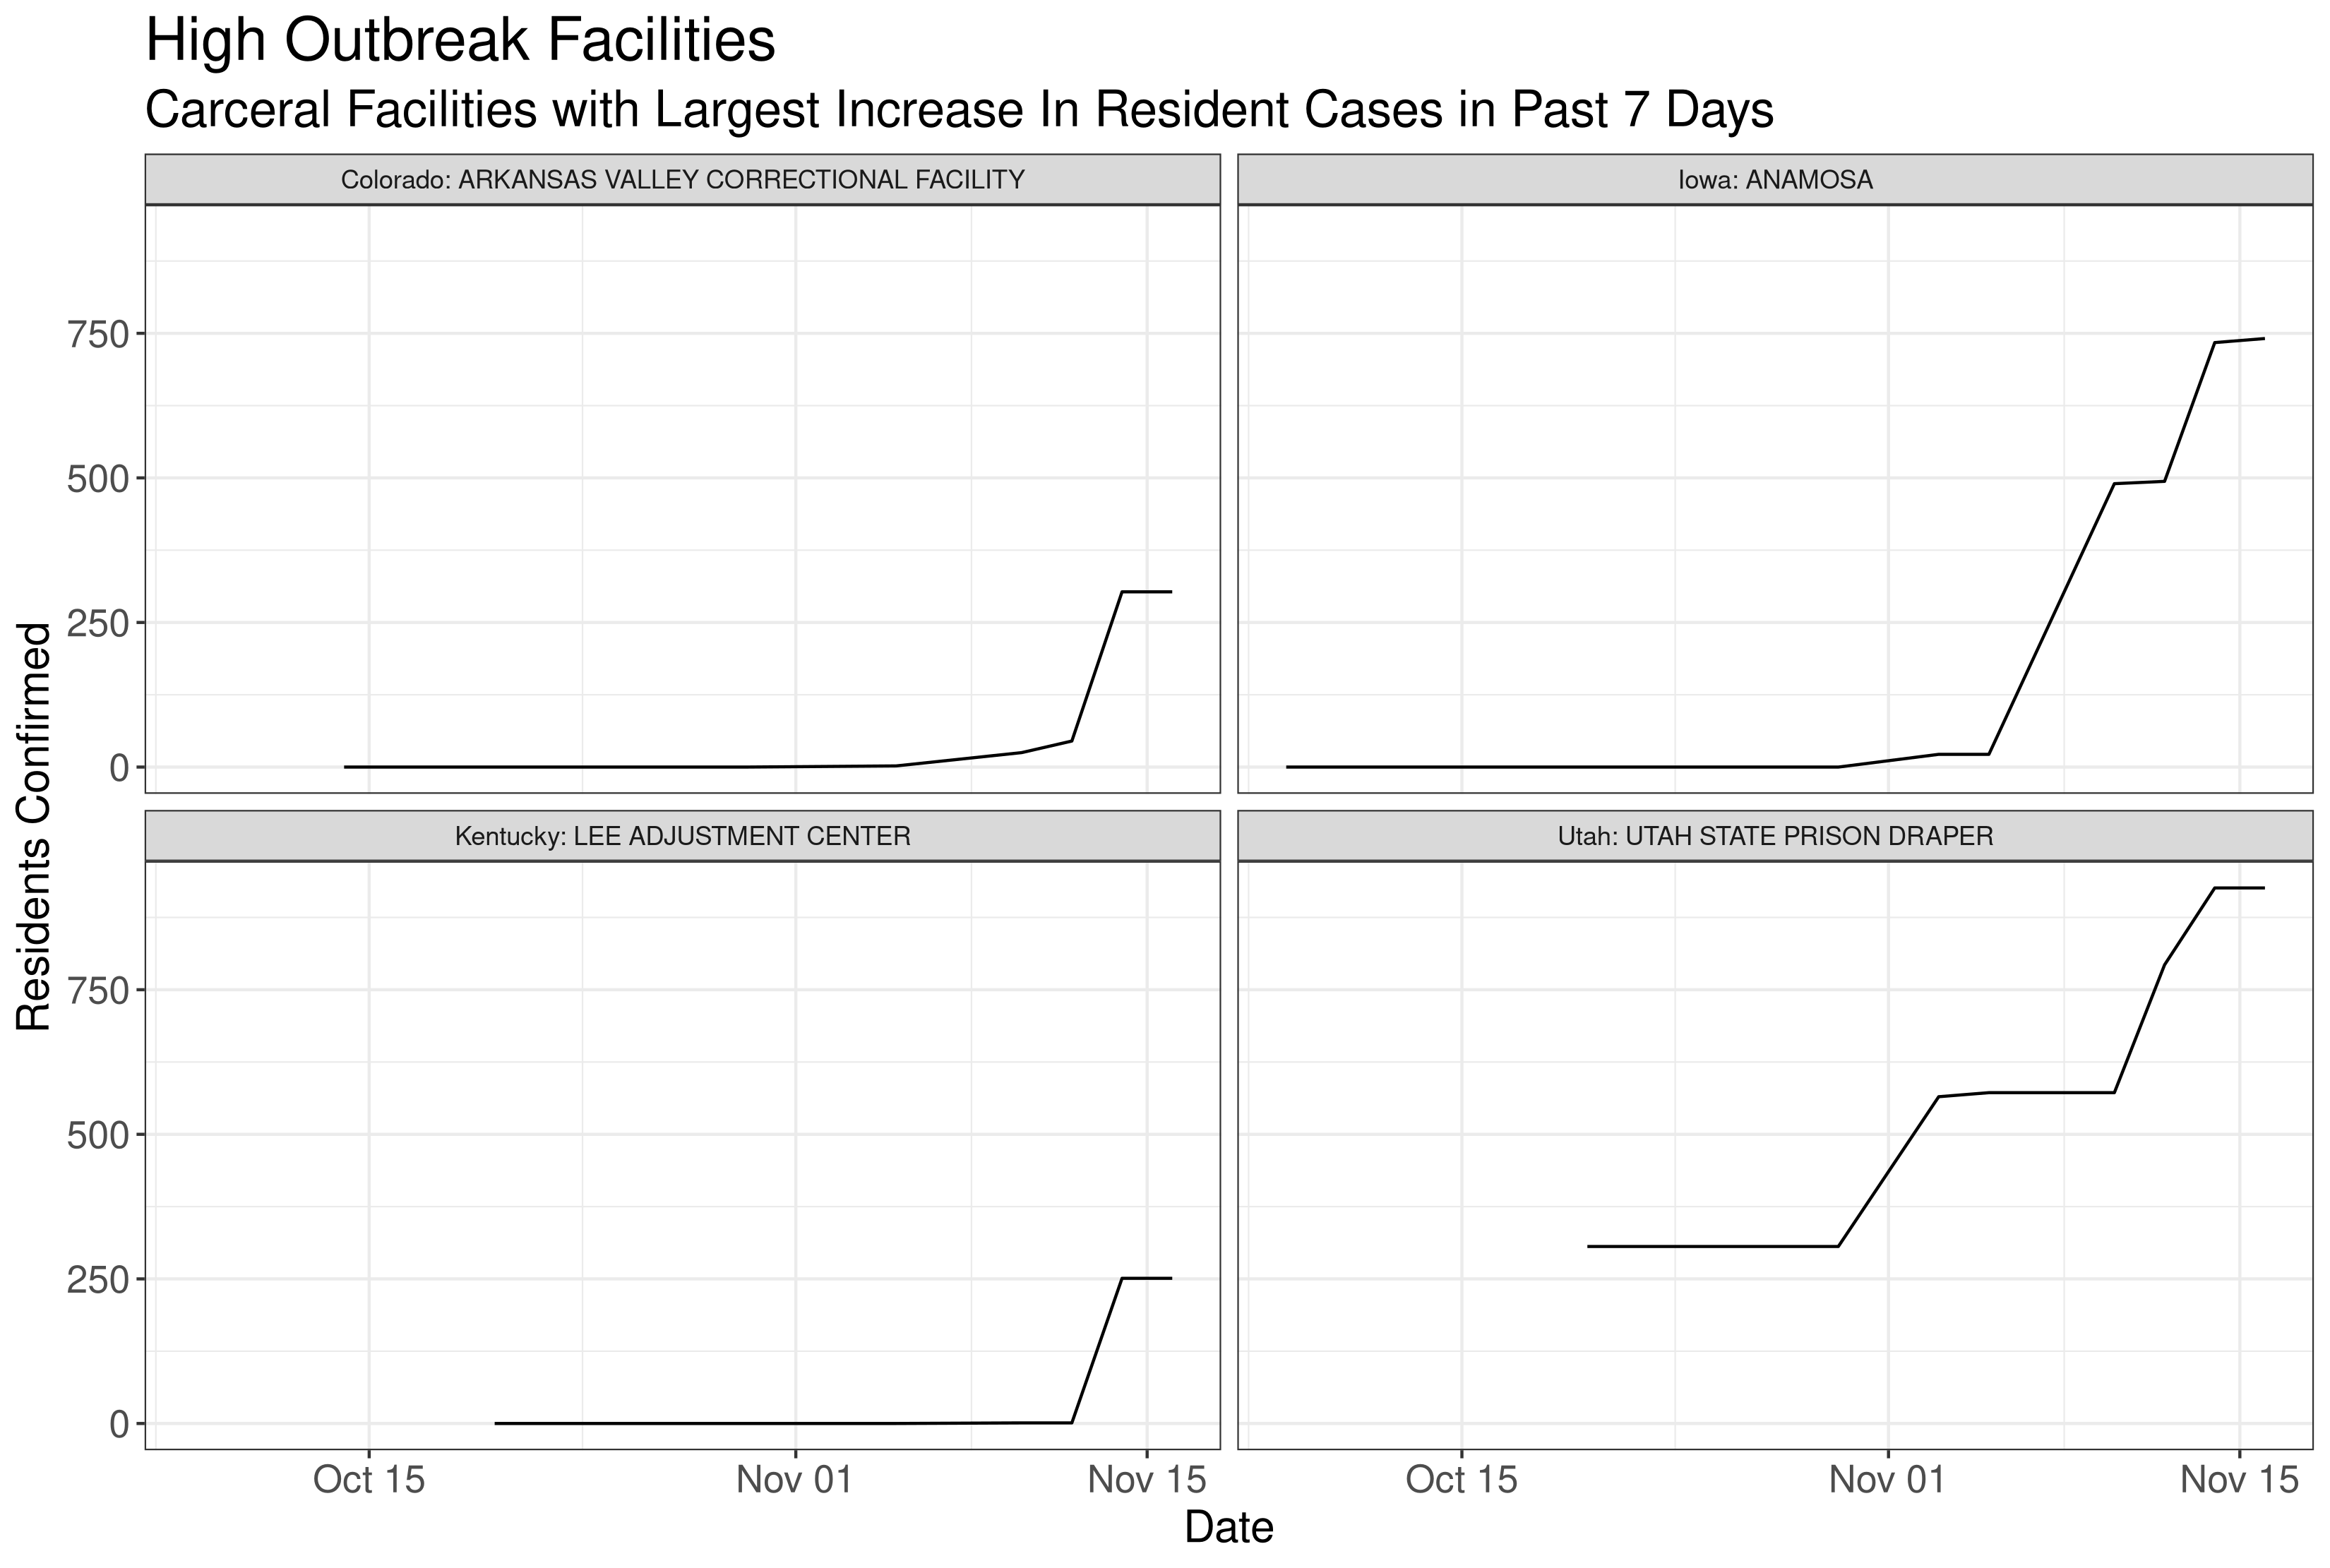 High Outbreak Facilities
Carceral Facilities with Largest Increase In Resident Cases in Past 7 Days
Colorado: ARKANSAS VALLEY CORRECTIONAL FACILITY
Iowa: ANAMOSA
750
500
250
0
Kentucky: LEE ADJUSTMENT CENTER
Utah: UTAH STATE PRISON DRAPER
750
500
250
0
Residents Confirmed
Oct 15
Nov 01
Nov 15
Oct 15
Nov 01
Nov 15
Date